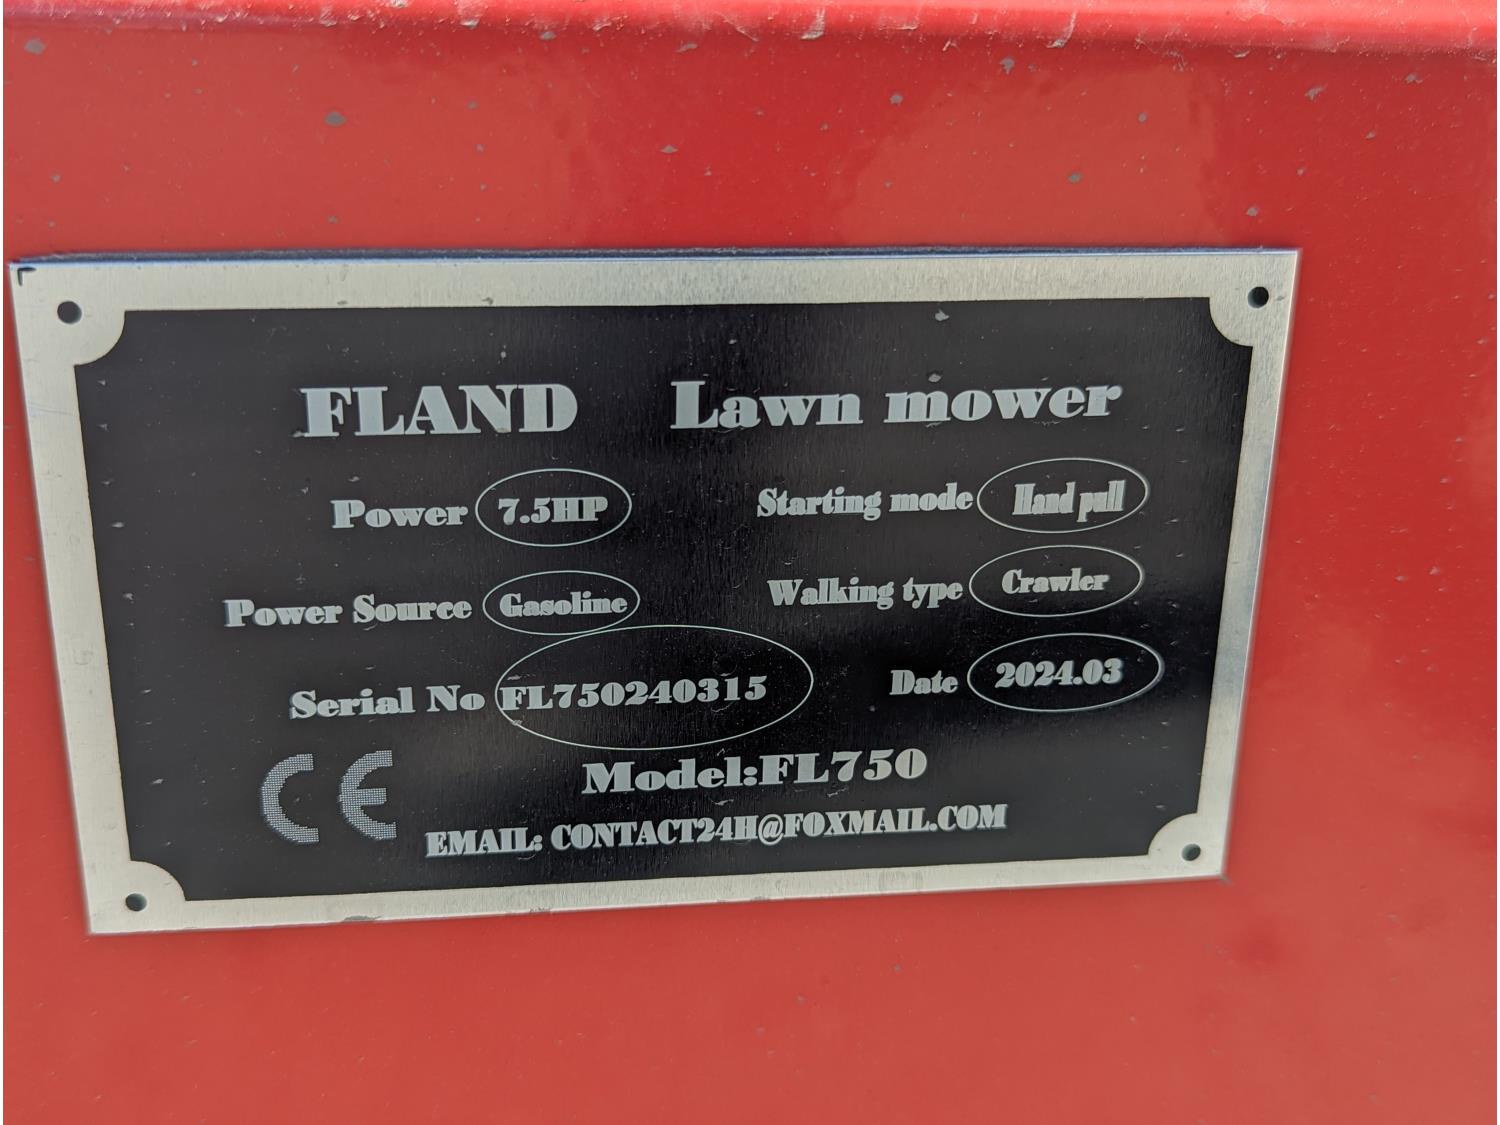 FLAND Lawn mower
Power 7.5HP Starting mode Hand pull
Power Source Gasoline Walking type Crawler
Serial No FL750240315 Date 2024.03
CE Model:FL750
EMAIL: CONTACT24H@FOXMAIL.COM